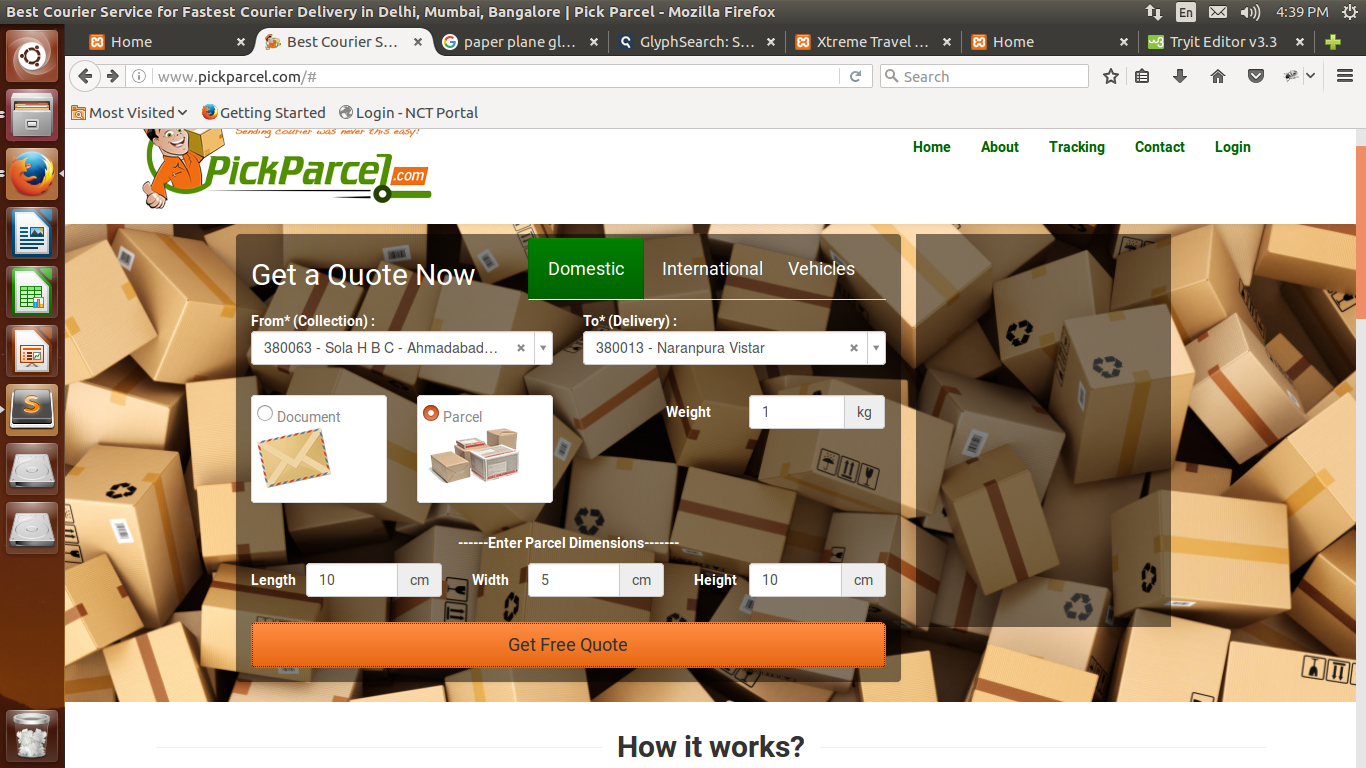 Best Courier Service for Fastest Courier Delivery in Delhi, Mumbai, Bangalore | Pick Parcel - Mozilla Firefox
En
4:39 PM
Home
Best Courier S...
paper plane gl...
GlyphSearch: S...
Xtreme Travel ...
Home
Tryit Editor v3.3
www.pickparcel.com/#
Search
Most Visited
Getting Started
Login - NCT Portal
Sending courier was never this easy!
PickParcel.com
Home
About
Tracking
Contact
Login
Get a Quote Now
Domestic
International
Vehicles
From* (Collection) :
To* (Delivery) :
380063 - Sola H B C - Ahmadabad...
380013 - Naranpura Vistar
Document
Parcel
Weight
1
kg
------Enter Parcel Dimensions-------
Length
10
cm
Width
5
cm
Height
10
cm
Get Free Quote
How it works?